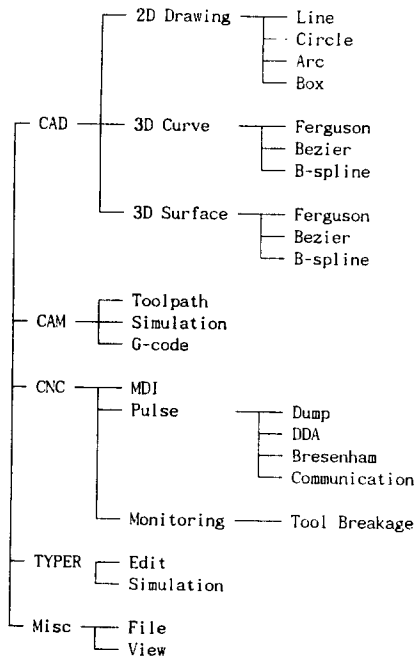 2D Drawing Line
Circle
Arc
Box
CAD 3D Curve Ferguson
Bezier
B-spline
3D Surface Ferguson
Bezier
B-spline
Toolpath
CAM Simulation
G-code
CNC MDI
Pulse Dump
DDA
Bresenham
Communication
Monitoring Tool Breakage
TYPER Edit
Simulation
Misc File
View